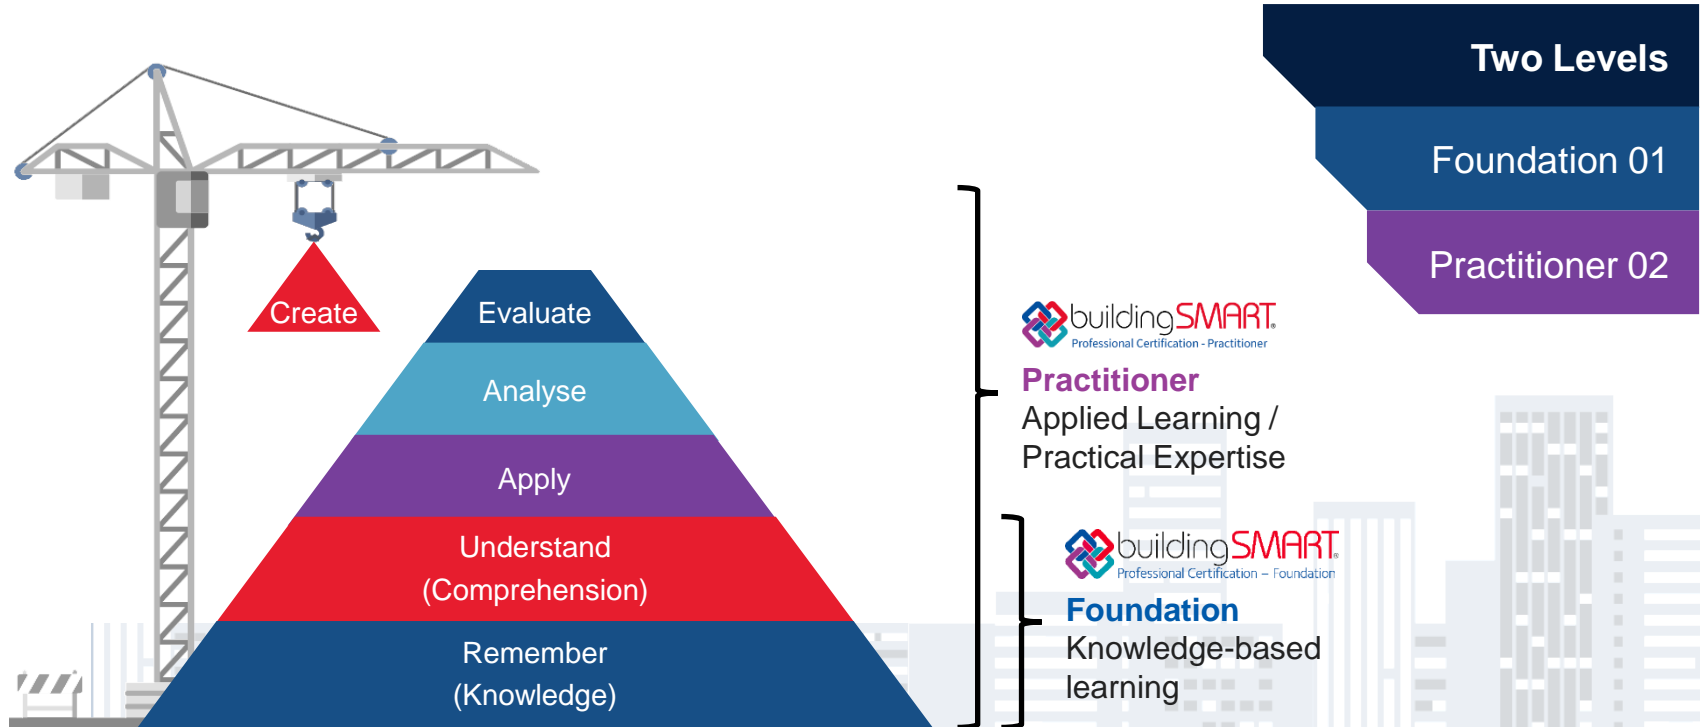 Two Levels
Foundation 01
Practitioner 02
Create
Evaluate
Analyse
Apply
Understand
(Comprehension)
Remember
(Knowledge)
buildingSMART®
Professional Certification - Practitioner
Practitioner
Applied Learning /
Practical Expertise
buildingSMART®
Professional Certification – Foundation
Foundation
Knowledge-based
learning